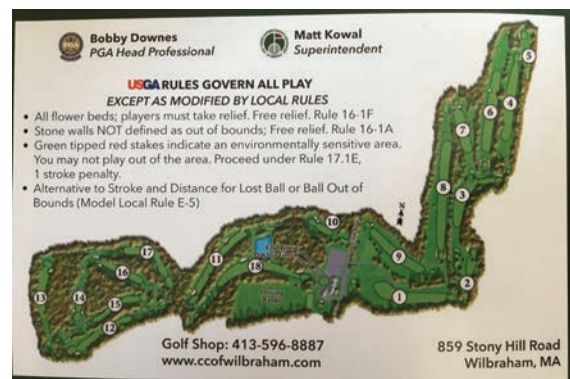 Bobby Downes
PGA Head Professional
Matt Kowal
Superintendent
USGA RULES GOVERN ALL PLAY
EXCEPT AS MODIFIED BY LOCAL RULES
• All flower beds; players must take relief. Free relief. Rule 16-1F
• Stone walls NOT defined as out of bounds; Free relief. Rule 16-1A
• Green tipped red stakes indicate an environmentally sensitive area.
You may not play out of the area. Proceed under Rule 17.1E,
1 stroke penalty.
• Alternative to Stroke and Distance for Lost Ball or Ball Out of
Bounds (Model Local Rule E-5)
5
6
4
7
8
3
10
17
11
18
9
16
13
14
15
12
1
2
Driving
Range
Golf Shop: 413-596-8887
www.ccofwilbraham.com
859 Stony Hill Road
Wilbraham, MA